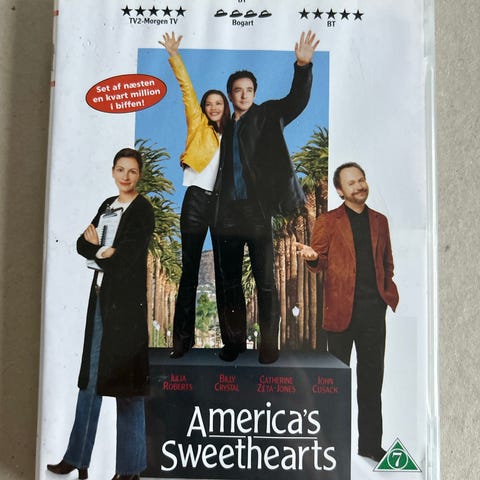 BT
★★★★★ ★★★★★
TV2-Morgen TV Bogart BT
Set af næsten
en kvart million
i biffen!
JULIA ROBERTS
BILLY CRYSTAL
CATHERINE ZETA-JONES
JOHN CUSACK
America's
Sweethearts
7